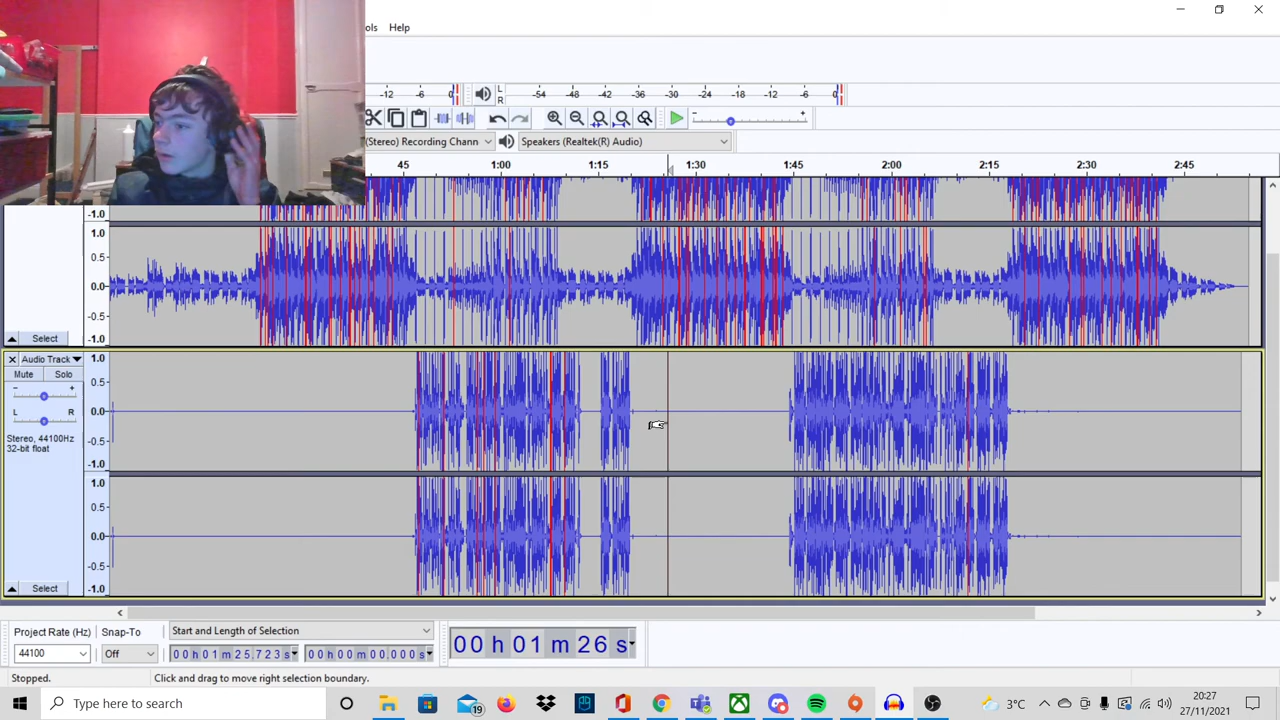 ols Help
-12 -6 0 L R -54 -48 -42 -36 -30 -24 -18 -12 -6 0
- +
(Stereo) Recording Chann Speakers (Realtek(R) Audio)
45 1:00 1:15 1:30 1:45 2:00 2:15 2:30 2:45
-1.0
1.0
0.5
0.0
-0.5
-1.0
Select
Audio Track
Mute Solo
- +
L R
Stereo, 44100Hz
32-bit float
1.0
0.5
0.0
-0.5
-1.0
1.0
0.5
0.0
-0.5
-1.0
Select
Project Rate (Hz) Snap-To Start and Length of Selection
44100 Off 00 h 01 m 25.723 s 00 h 00 m 00.000 s
00 h 01 m 26 s
Stopped. Click and drag to move right selection boundary.
Type here to search
19
3°C
20:27
27/11/2021